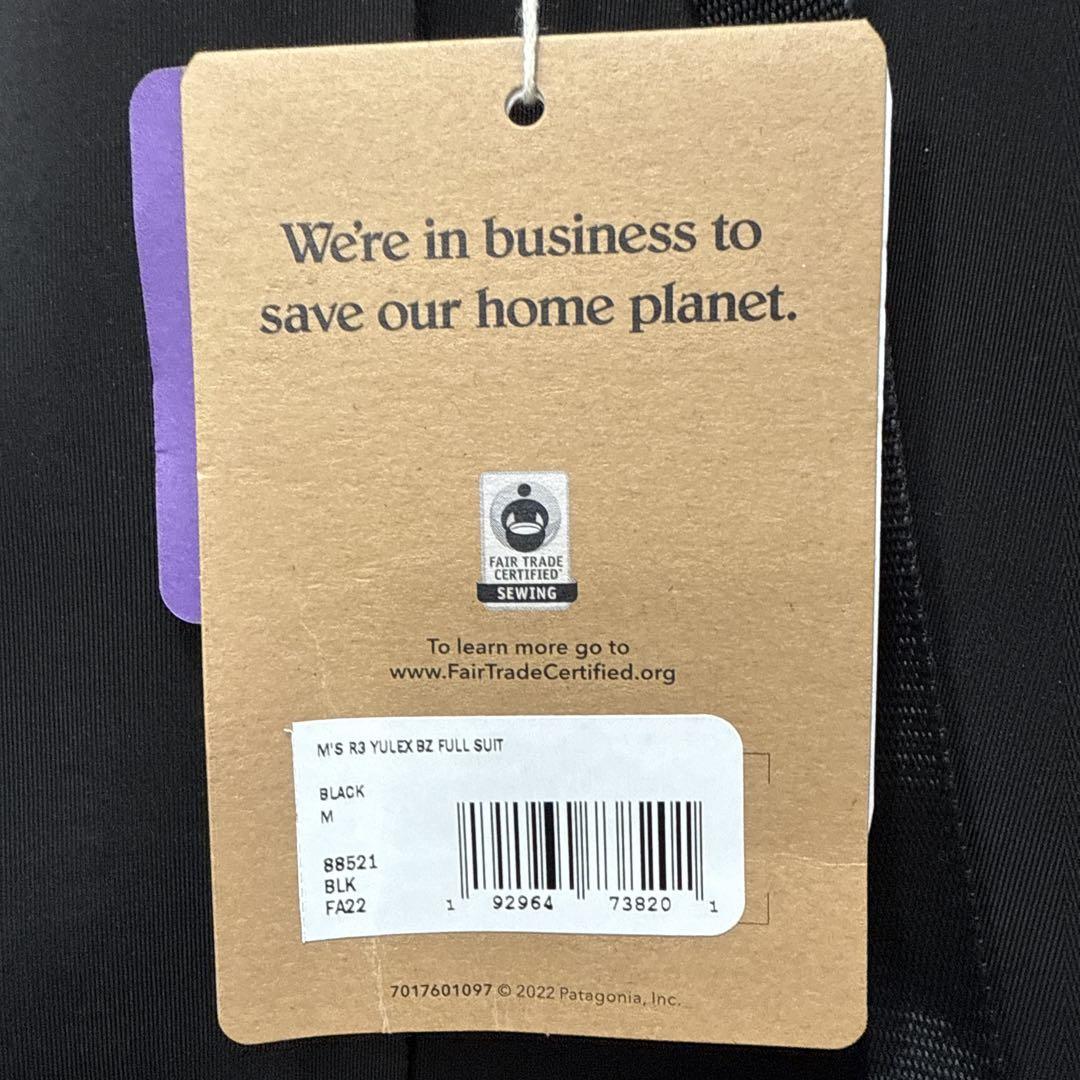 We're in business to
save our home planet.
FAIR TRADE
CERTIFIED™
SEWING
To learn more go to
www.FairTradeCertified.org
M'S R3 YULEX BZ FULL SUIT
BLACK
M
88521
BLK
FA22
1 92964 73820 1
7017601097 © 2022 Patagonia, Inc.